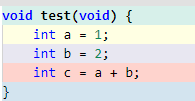 void test(void) {
    int a = 1;
    int b = 2;
    int c = a + b;
}